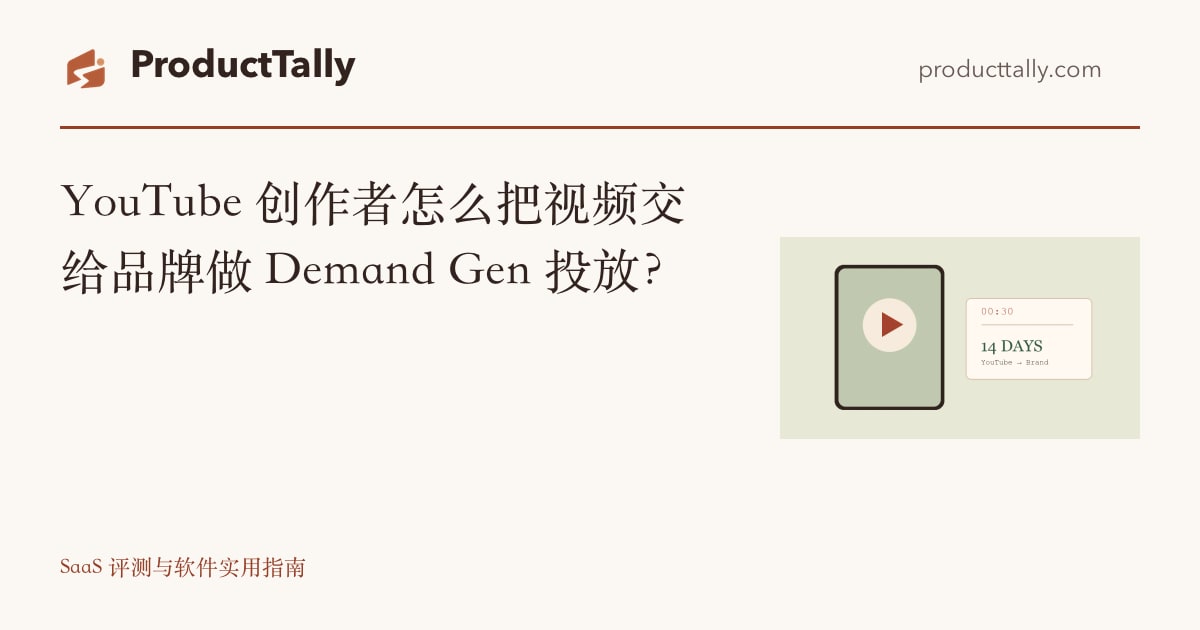 ProductTally
producttally.com
YouTube 创作者怎么把视频交
给品牌做 Demand Gen 投放?
00:30
14 DAYS
YouTube → Brand
SaaS 评测与软件实用指南